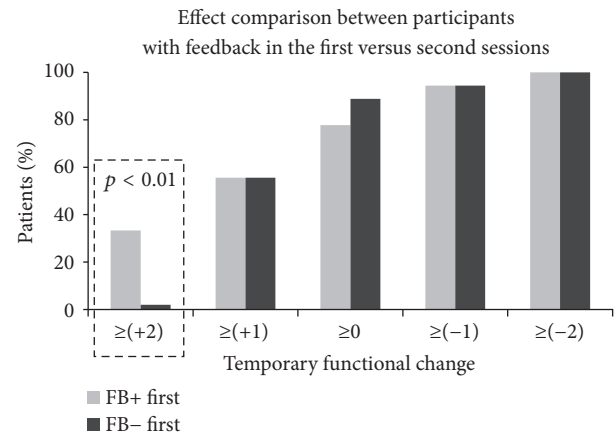 Effect comparison between participants
with feedback in the first versus second sessions
100
80
60
40
20
0
Patients (%)
p < 0.01
≥(+2) ≥(+1) ≥0 ≥(−1) ≥(−2)
Temporary functional change
FB+ first
FB− first